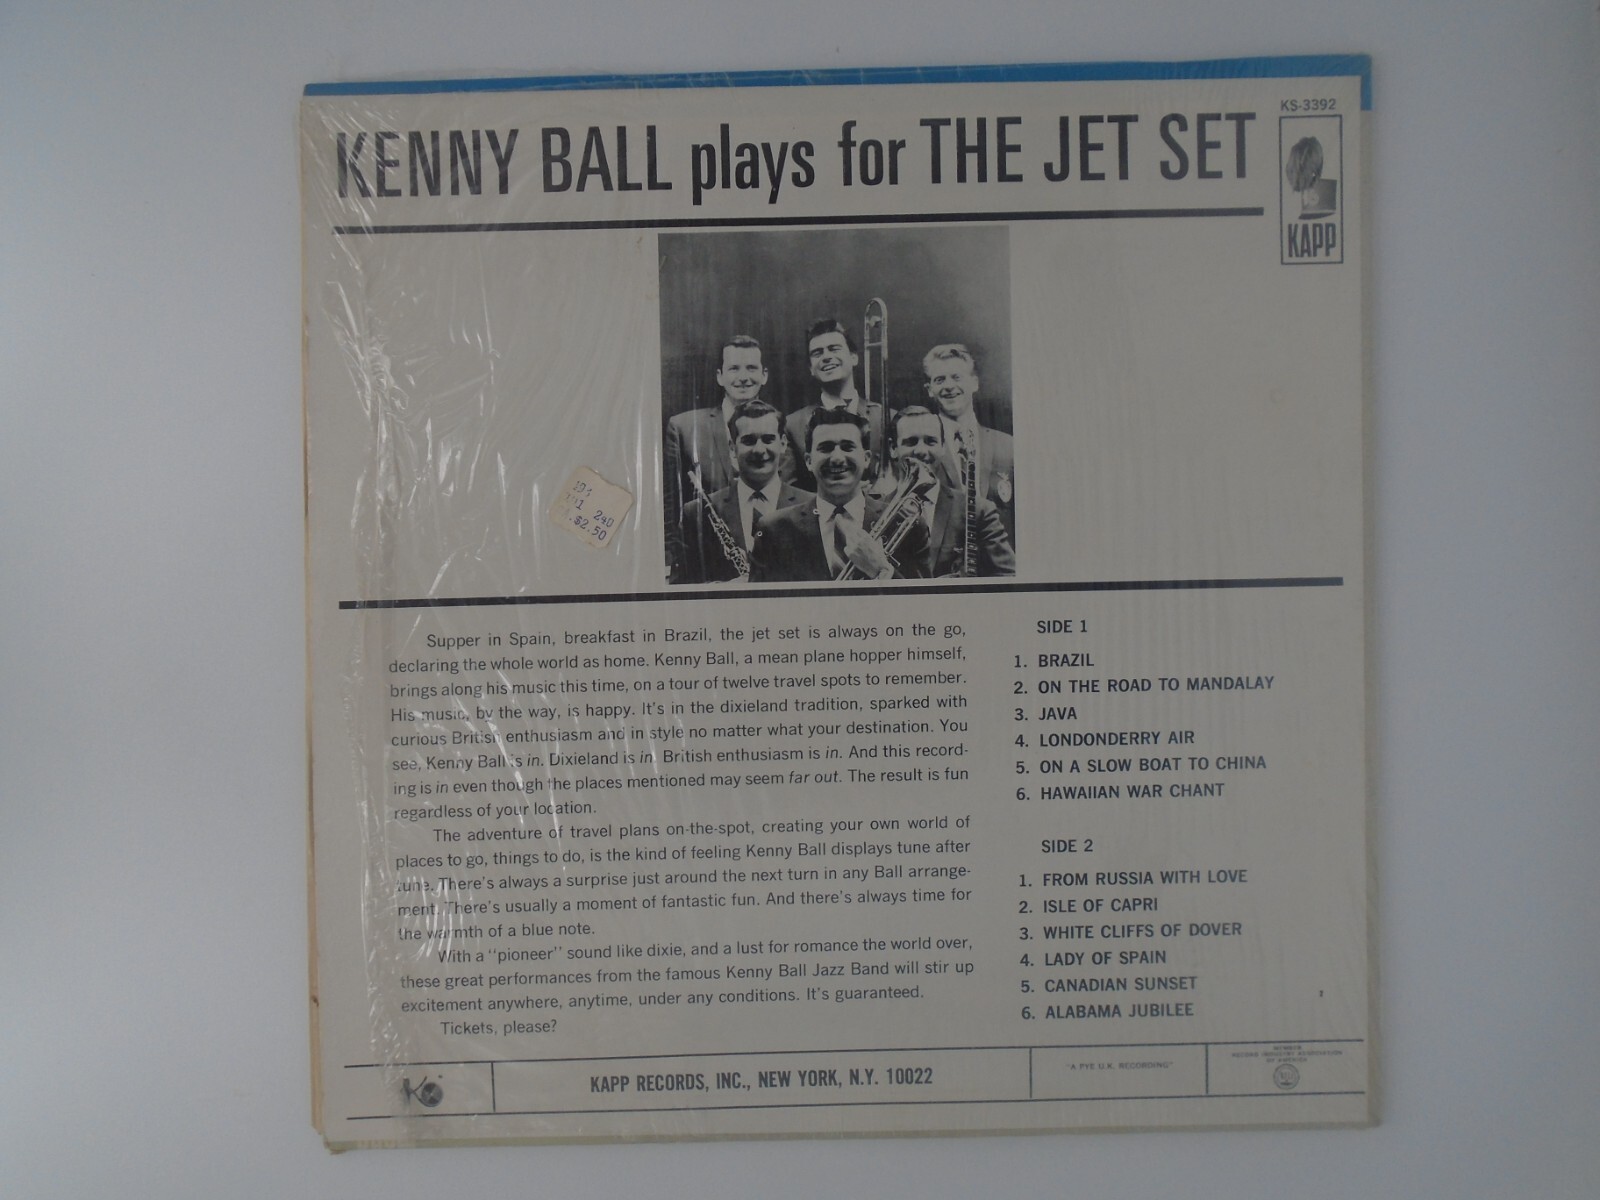 KS-3392
KENNY BALL plays for THE JET SET
KAPP
240
$2.50
Supper in Spain, breakfast in Brazil, the jet set is always on the go,
declaring the whole world as home. Kenny Ball, a mean plane hopper himself,
brings along his music this time, on a tour of twelve travel spots to remember.
His music, by the way, is happy. It's in the dixieland tradition, sparked with
curious British enthusiasm and in style no matter what your destination. You
see, Kenny Ball is in. Dixieland is in. British enthusiasm is in. And this record-
ing is in even though the places mentioned may seem far out. The result is fun
regardless of your location.
The adventure of travel plans on-the-spot, creating your own world of
places to go, things to do, is the kind of feeling Kenny Ball displays tune after
tune. There's always a surprise just around the next turn in any Ball arrange-
ment. There's usually a moment of fantastic fun. And there's always time for
the warmth of a blue note.
With a "pioneer" sound like dixie, and a lust for romance the world over,
these great performances from the famous Kenny Ball Jazz Band will stir up
excitement anywhere, anytime, under any conditions. It's guaranteed.
Tickets, please?
SIDE 1
1. BRAZIL
2. ON THE ROAD TO MANDALAY
3. JAVA
4. LONDONDERRY AIR
5. ON A SLOW BOAT TO CHINA
6. HAWAIIAN WAR CHANT
SIDE 2
1. FROM RUSSIA WITH LOVE
2. ISLE OF CAPRI
3. WHITE CLIFFS OF DOVER
4. LADY OF SPAIN
5. CANADIAN SUNSET
6. ALABAMA JUBILEE
KAPP RECORDS, INC., NEW YORK, N.Y. 10022
"A PYE U.K. RECORDING"
MEMBER
RECORD INDUSTRY ASSOCIATION
OF AMERICA